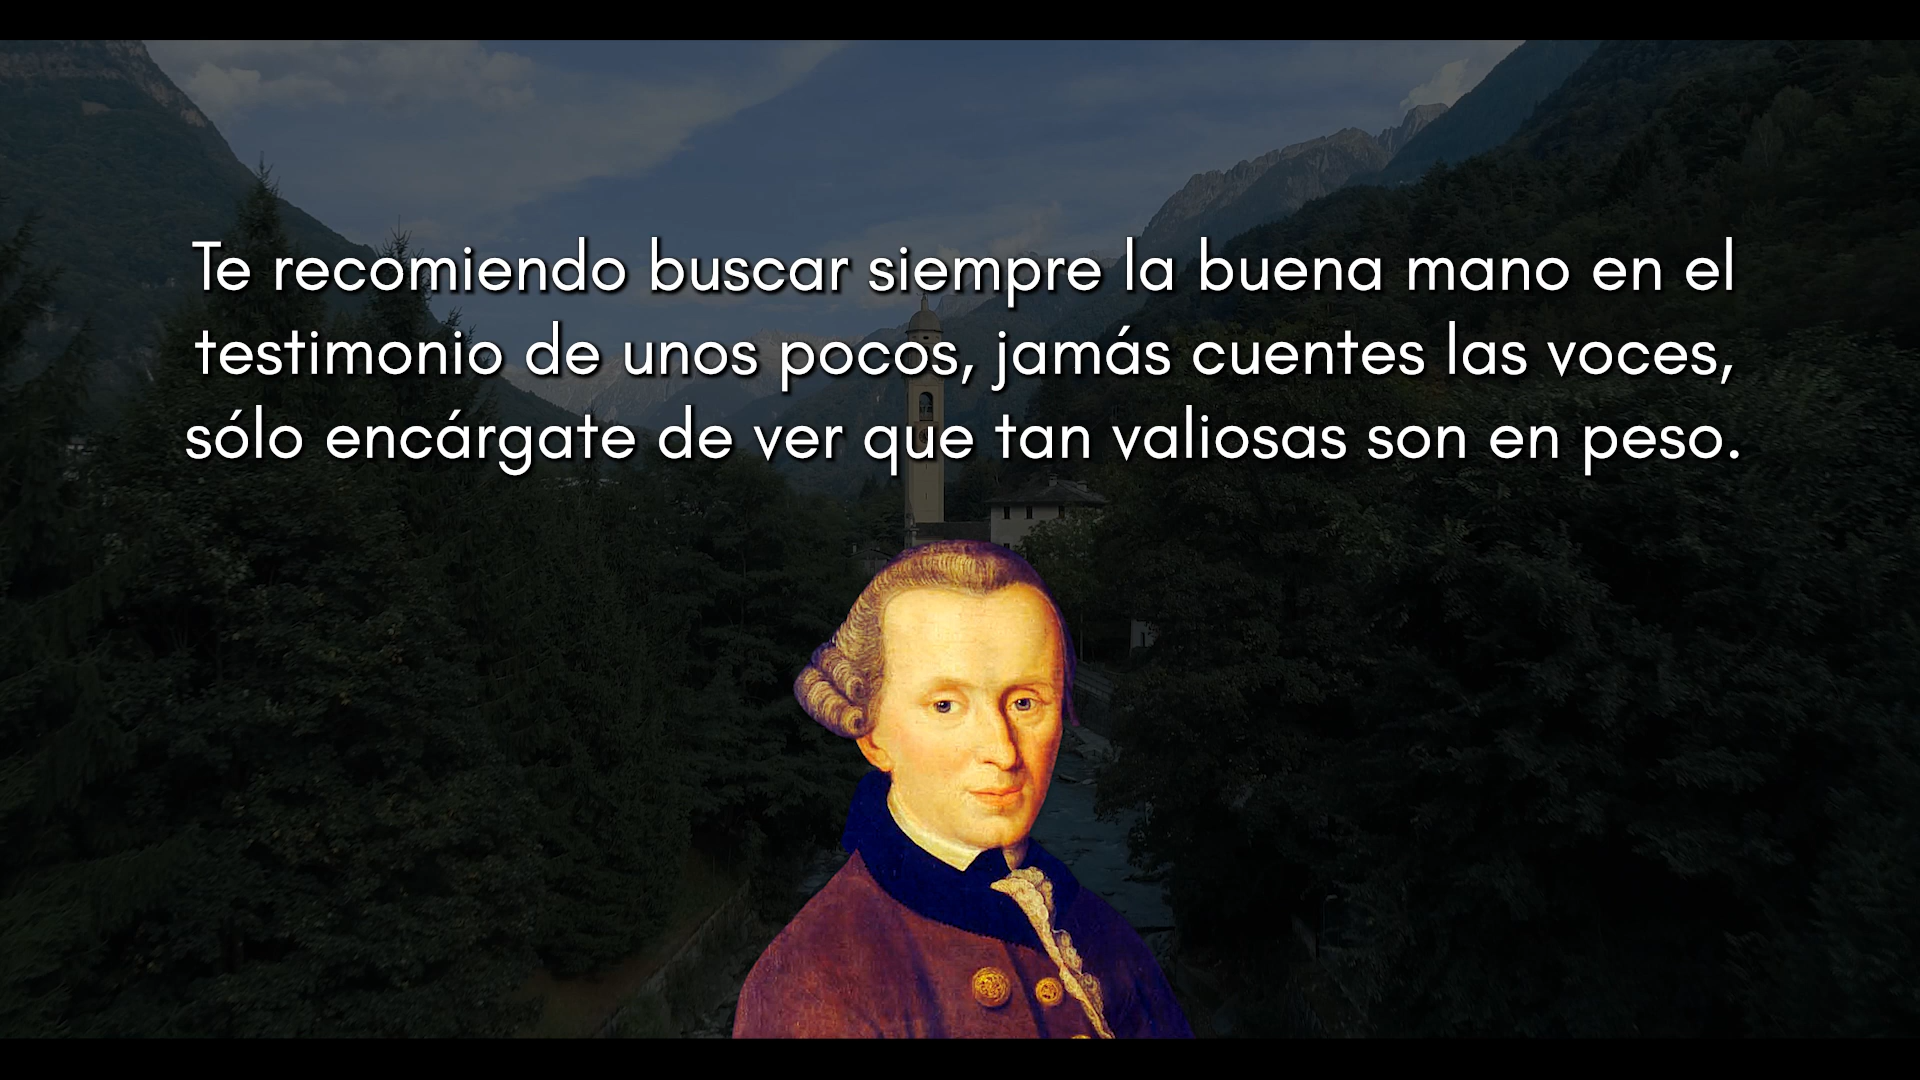 Te recomiendo buscar siempre la buena mano en el
testimonio de unos pocos, jamás cuentes las voces,
sólo encárgate de ver que tan valiosas son en peso.